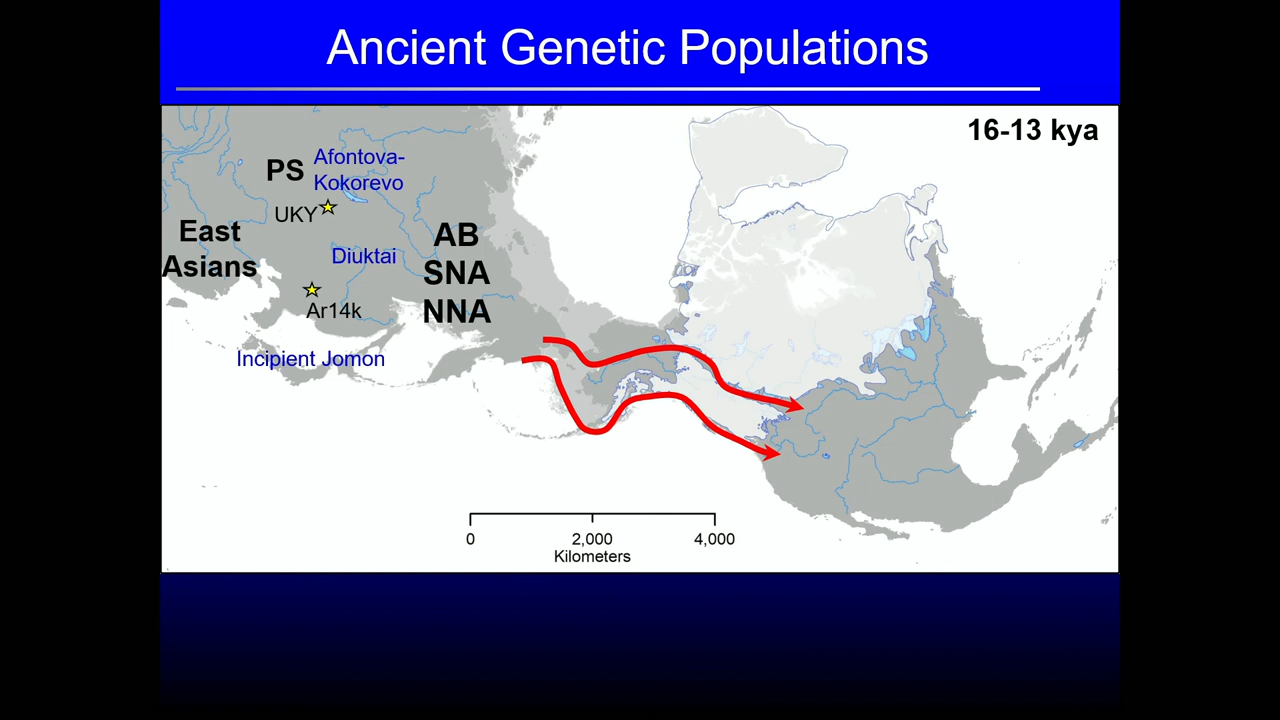 Ancient Genetic Populations
16-13 kya
PS
Afontova-
Kokorevo
UKY
East
Asians
AB
SNA
NNA
Diuktai
Ar14k
Incipient Jomon
0
2,000
4,000
Kilometers